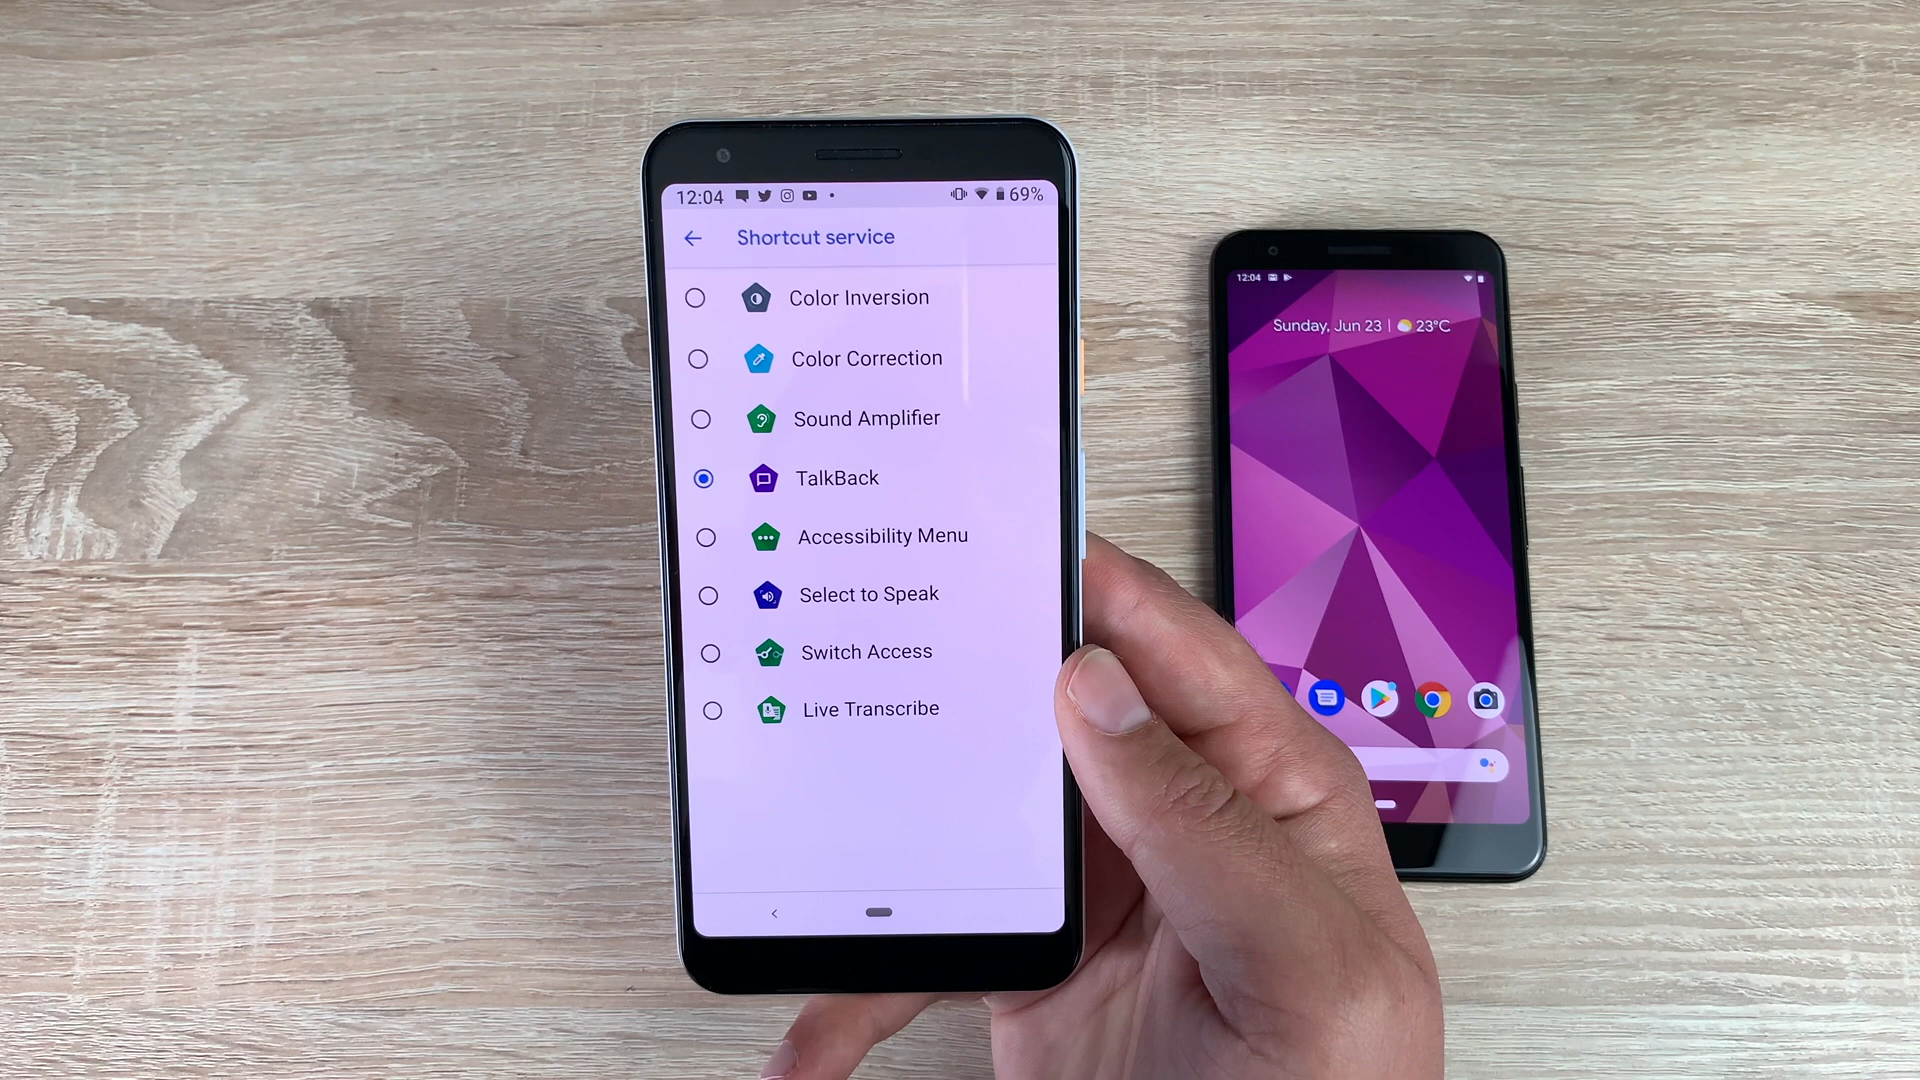 12:04 69%
Shortcut service
Color Inversion
Color Correction
Sound Amplifier
TalkBack
Accessibility Menu
Select to Speak
Switch Access
Live Transcribe
12:04
Sunday, Jun 23 | 23°C